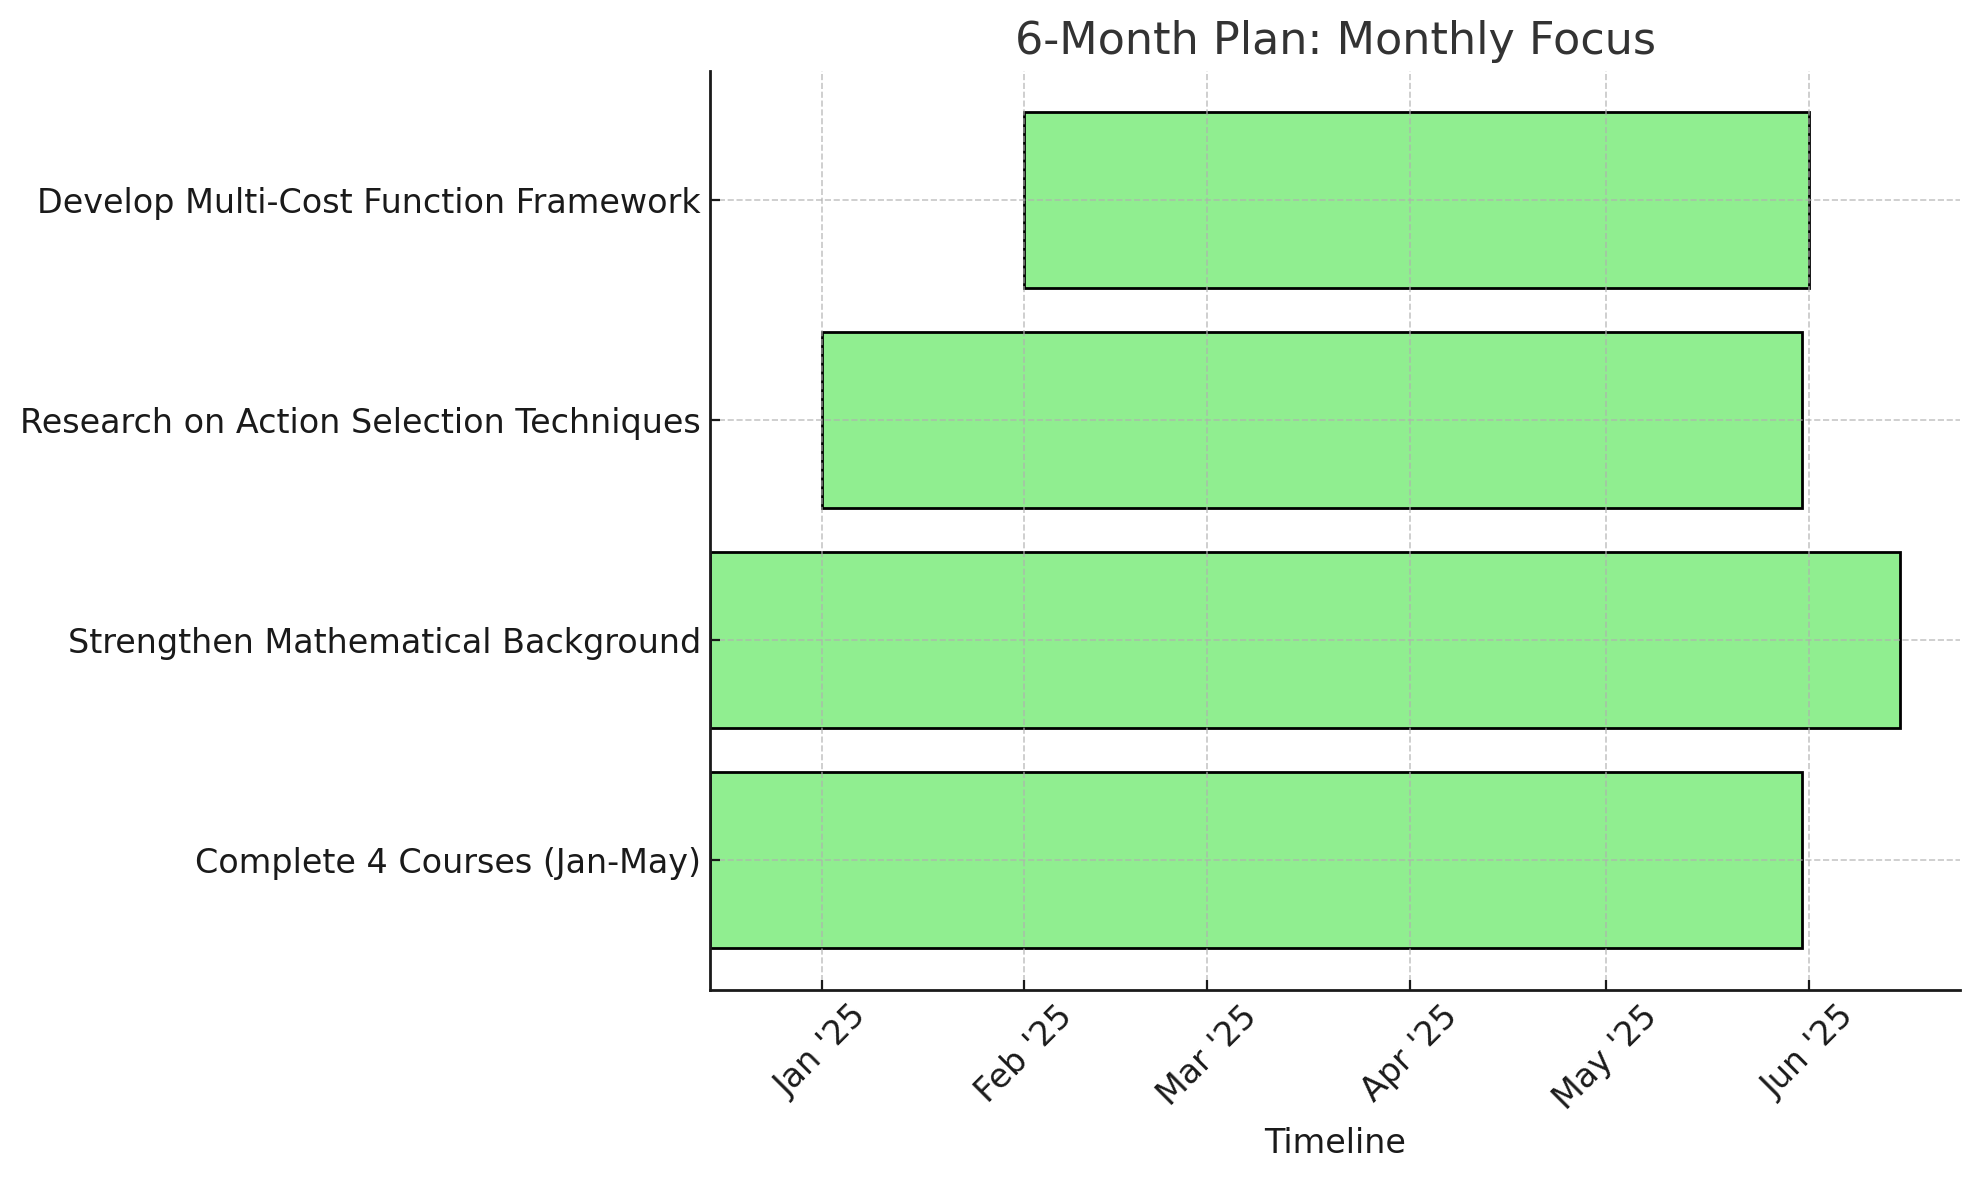 6-Month Plan: Monthly Focus
Develop Multi-Cost Function Framework
Research on Action Selection Techniques
Strengthen Mathematical Background
Complete 4 Courses (Jan-May)
Jan '25
Feb '25
Mar '25
Apr '25
May '25
Jun '25
Timeline